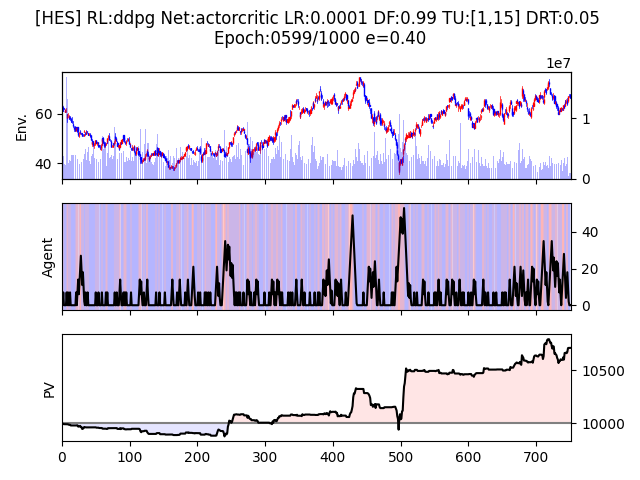 [HES] RL:ddpg Net:actorcritic LR:0.0001 DF:0.99 TU:[1,15] DRT:0.05
Epoch:0599/1000 e=0.40
1e7
Env.
60
40
1
0
Agent
40
20
0
PV
10500
10000
0 100 200 300 400 500 600 700